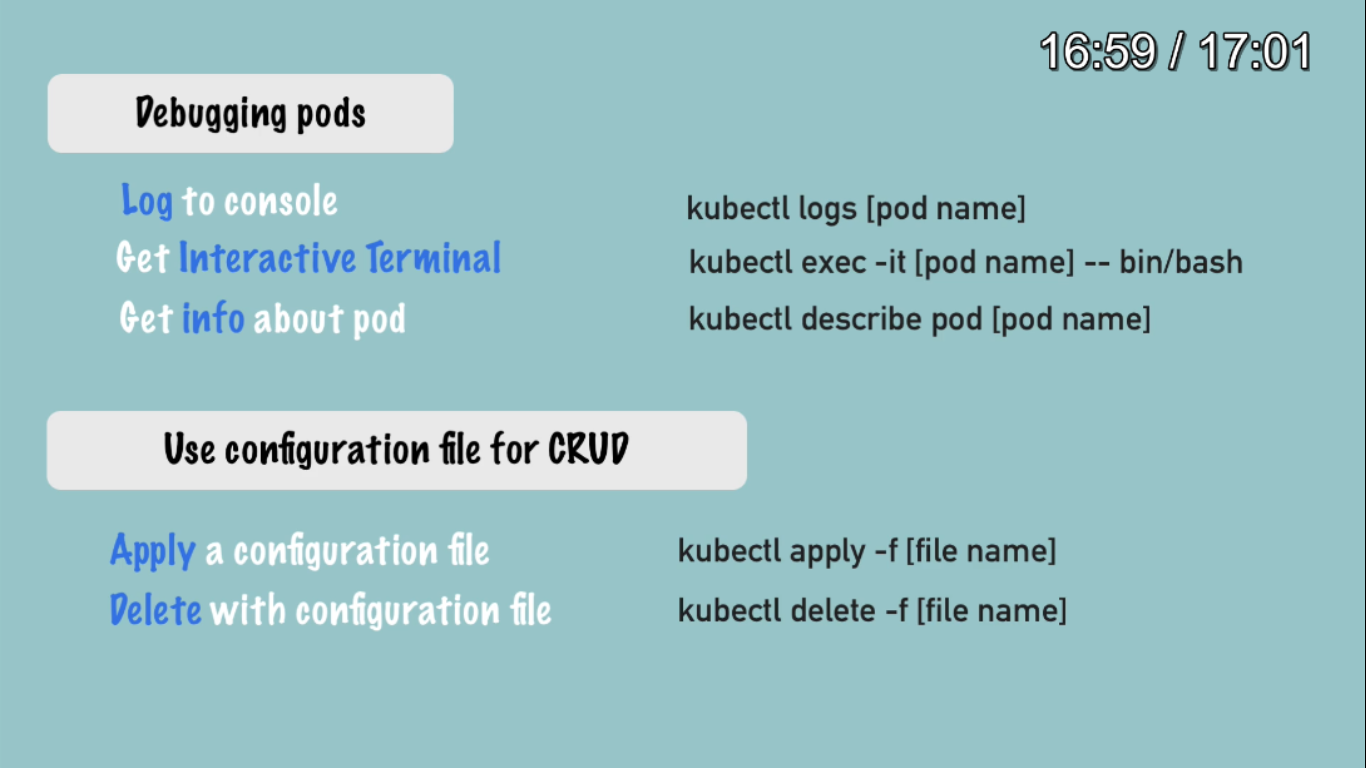 16:59 / 17:01
Debugging pods
Log to console kubectl logs [pod name]
Get Interactive Terminal kubectl exec -it [pod name] -- bin/bash
Get info about pod kubectl describe pod [pod name]
Use configuration file for CRUD
Apply a configuration file kubectl apply -f [file name]
Delete with configuration file kubectl delete -f [file name]